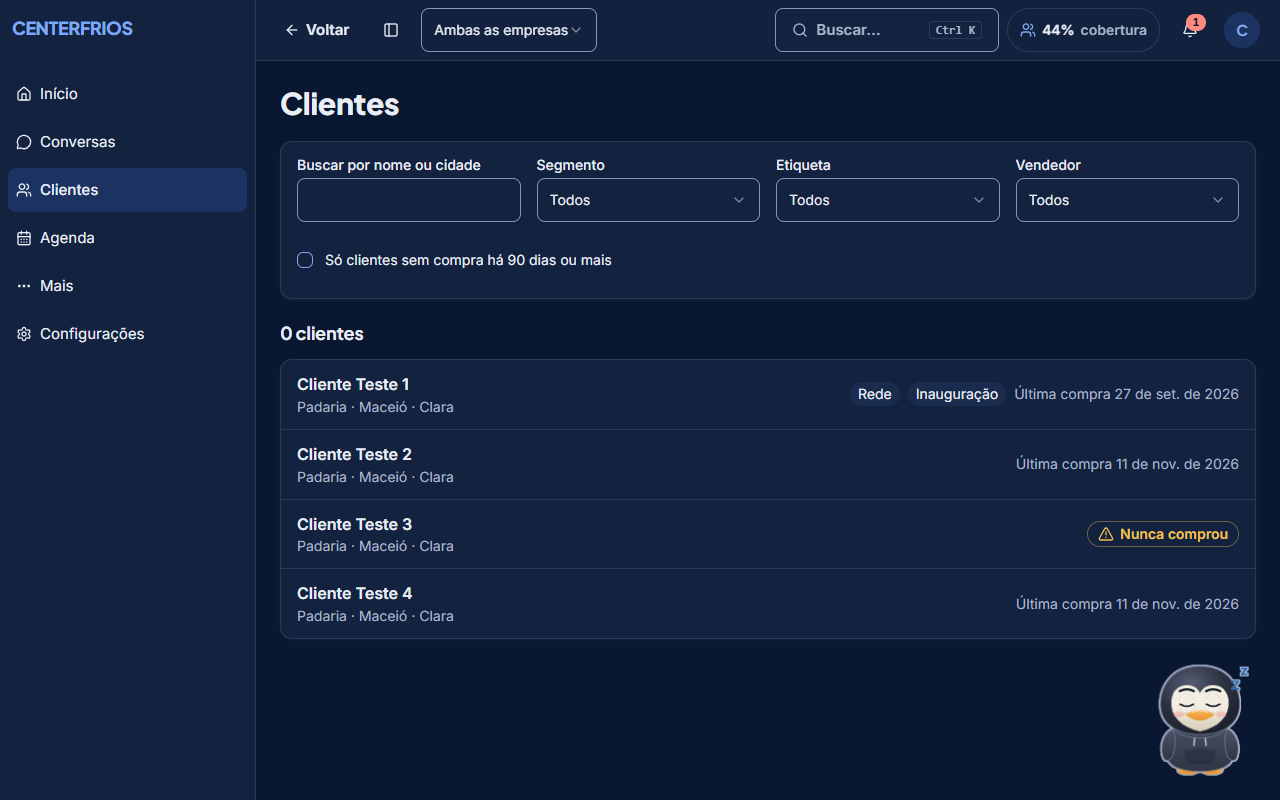 CENTERFRIOS
Voltar
Ambas as empresas
Buscar...
Ctrl K
44% cobertura
1
C
Início
Conversas
Clientes
Agenda
Mais
Configurações
Clientes
Buscar por nome ou cidade
Segmento
Todos
Etiqueta
Todos
Vendedor
Todos
Só clientes sem compra há 90 dias ou mais
0 clientes
Cliente Teste 1
Padaria · Maceió · Clara
Rede
Inauguração
Última compra 27 de set. de 2026
Cliente Teste 2
Padaria · Maceió · Clara
Última compra 11 de nov. de 2026
Cliente Teste 3
Padaria · Maceió · Clara
Nunca comprou
Cliente Teste 4
Padaria · Maceió · Clara
Última compra 11 de nov. de 2026
z
z